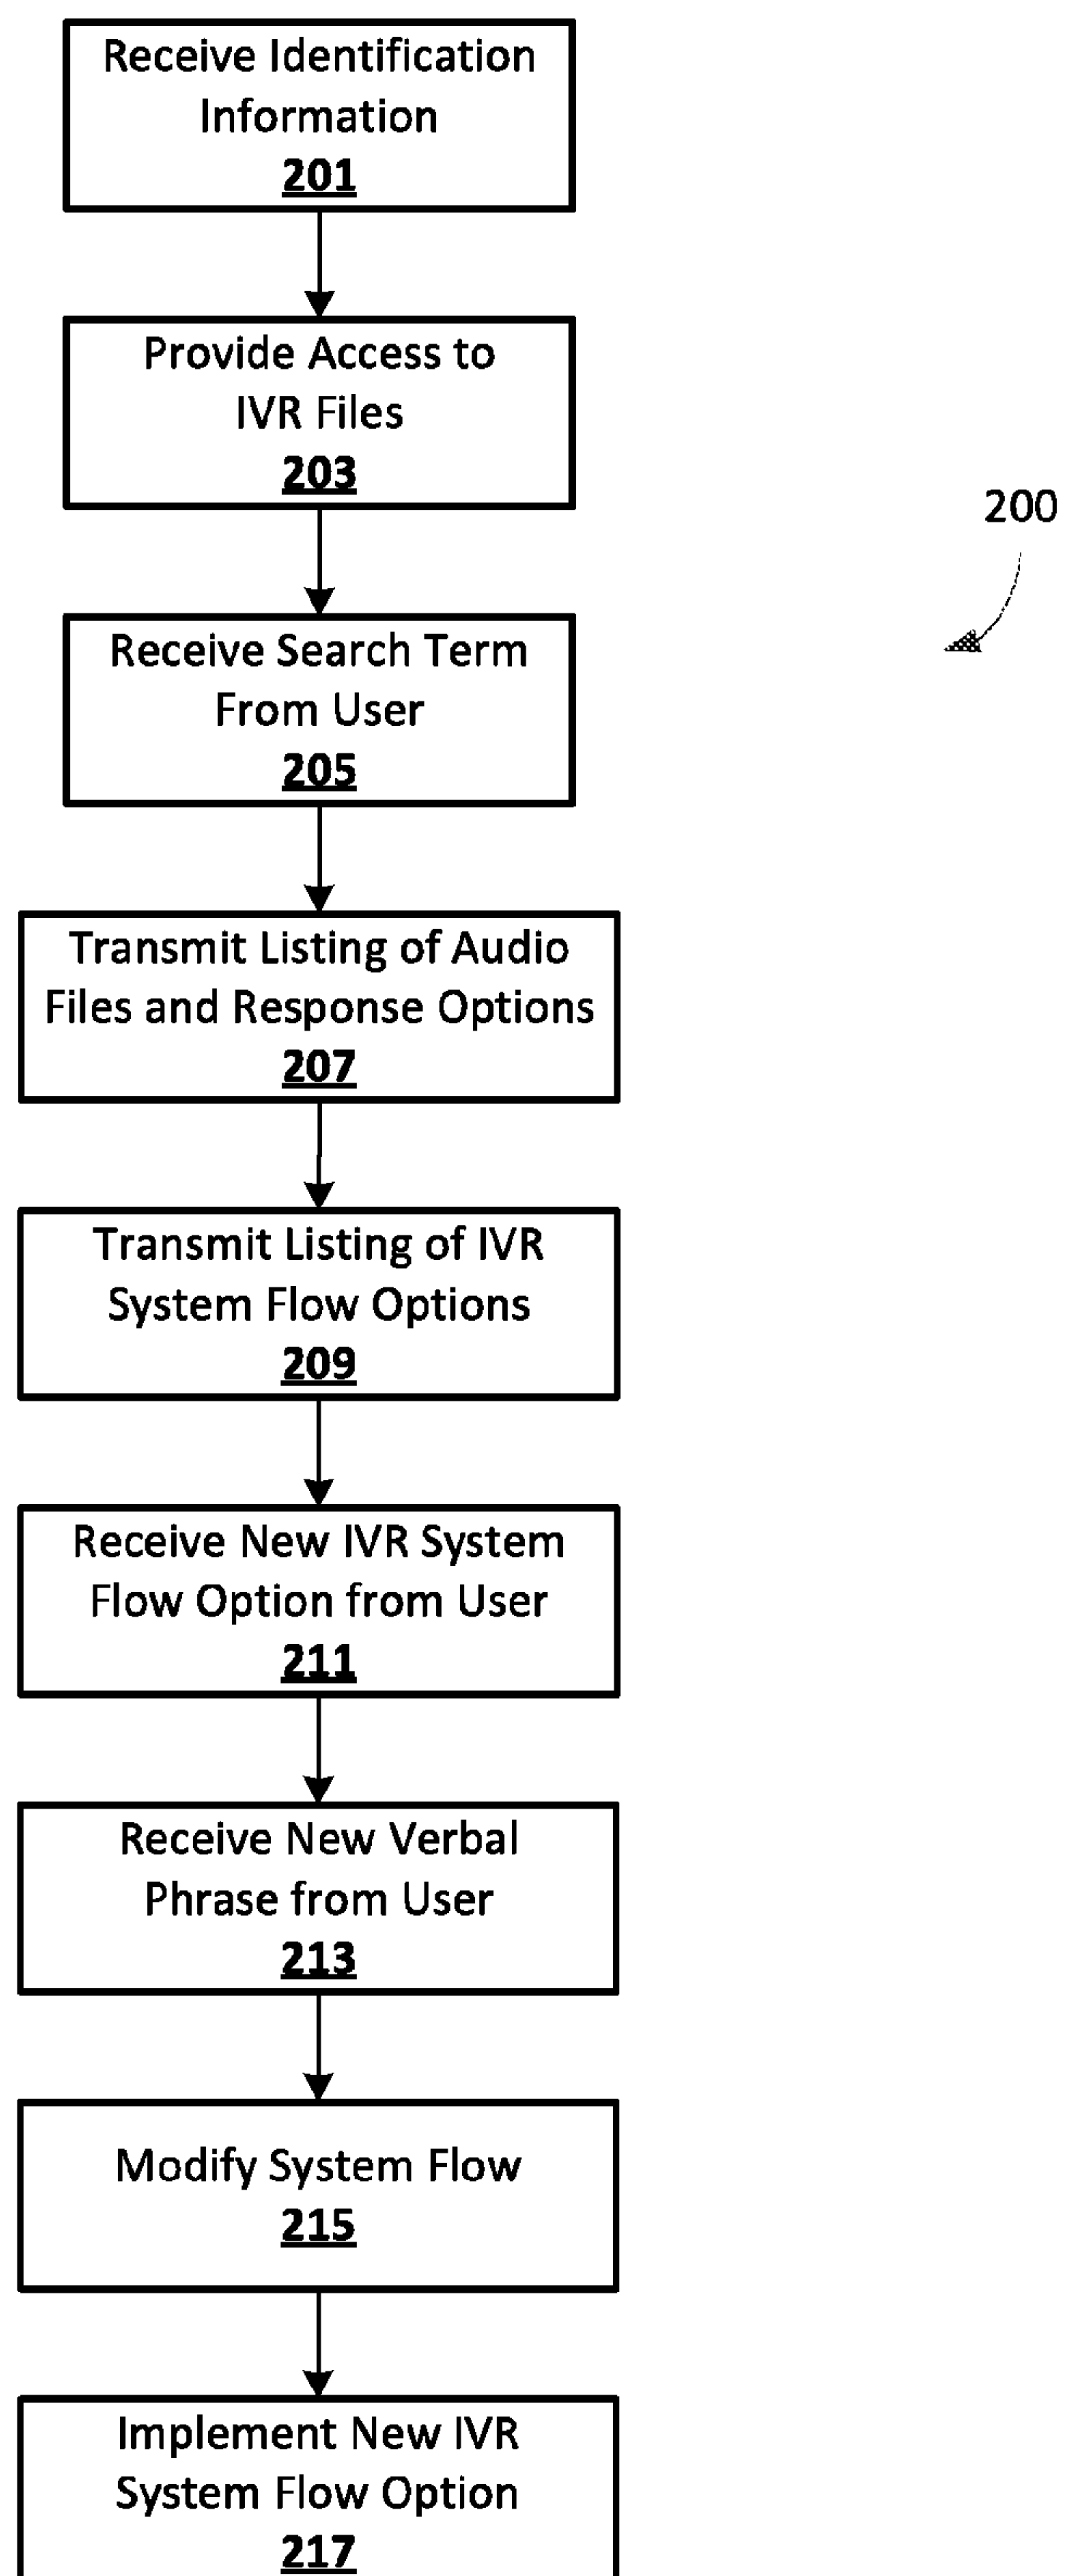 Receive Identification
Information
201
Provide Access to
IVR Files
203
200
Receive Search Term
From User
205
Transmit Listing of Audio
Files and Response Options
207
Transmit Listing of IVR
System Flow Options
209
Receive New IVR System
Flow Option from User
211
Receive New Verbal
Phrase from User
213
Modify System Flow
215
Implement New IVR
System Flow Option
217